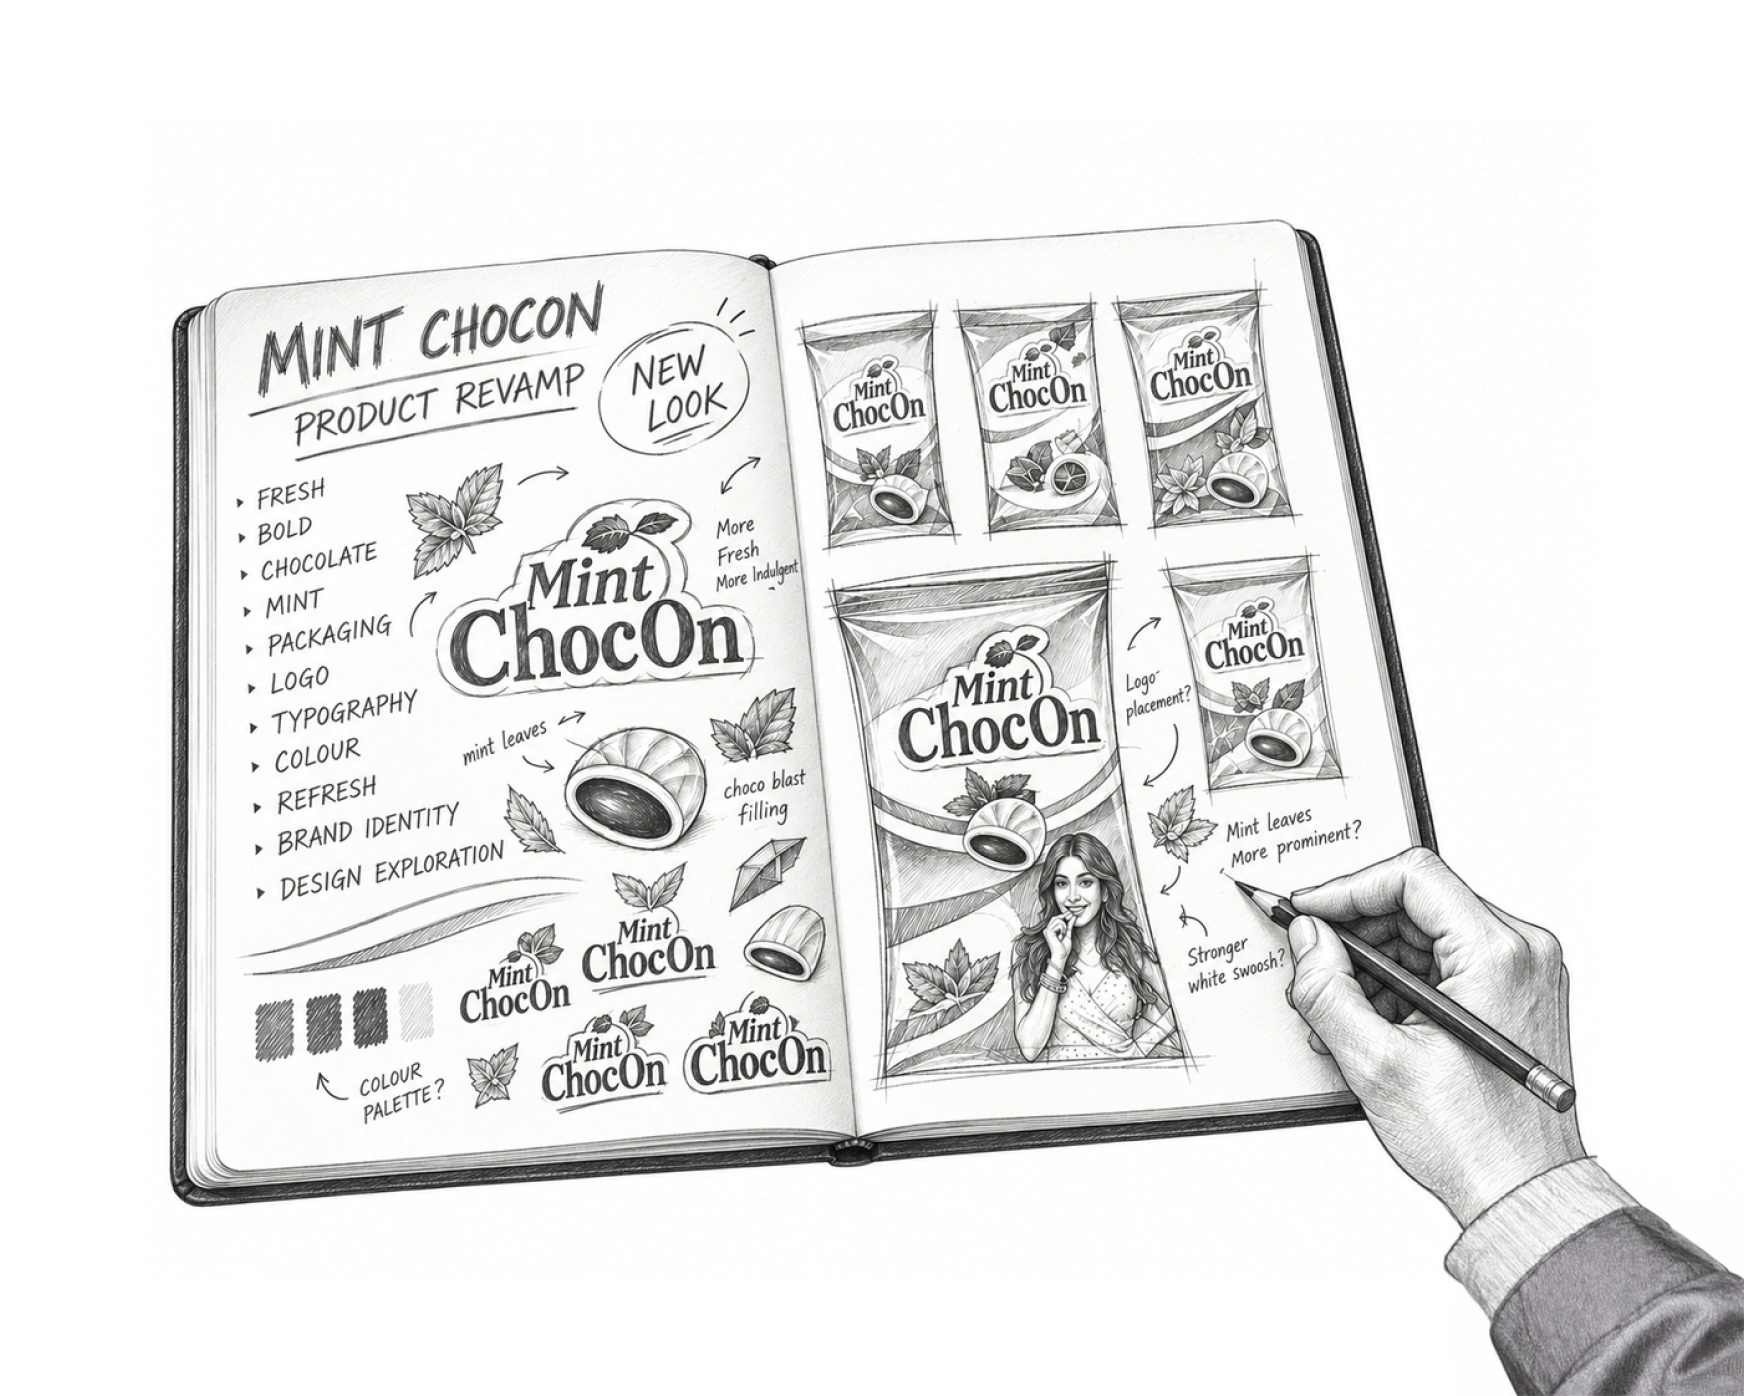 MINT CHOCON
PRODUCT REVAMP
NEW
LOOK
FRESH
BOLD
CHOCOLATE
MINT
PACKAGING
LOGO
TYPOGRAPHY
COLOUR
REFRESH
BRAND IDENTITY
DESIGN EXPLORATION
More
Fresh
More Indulgent
Mint
ChocOn
mint leaves
choco blast
filling
Mint
ChocOn
Mint
ChocOn
Mint
ChocOn
Mint
ChocOn
COLOUR
PALETTE?
Mint
ChocOn
Mint
ChocOn
Mint
ChocOn
Mint
ChocOn
Logo-
placement?
Mint
ChocOn
Mint leaves
More prominent?
Stronger
white swoosh?